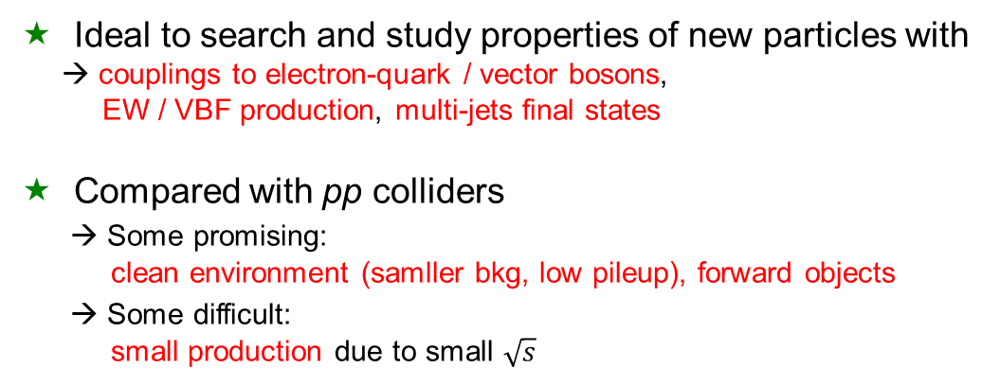 ★ Ideal to search and study properties of new particles with
→ couplings to electron-quark / vector bosons,
EW / VBF production, multi-jets final states
★ Compared with pp colliders
→ Some promising:
clean environment (samller bkg, low pileup), forward objects
→ Some difficult:
small production due to small √s